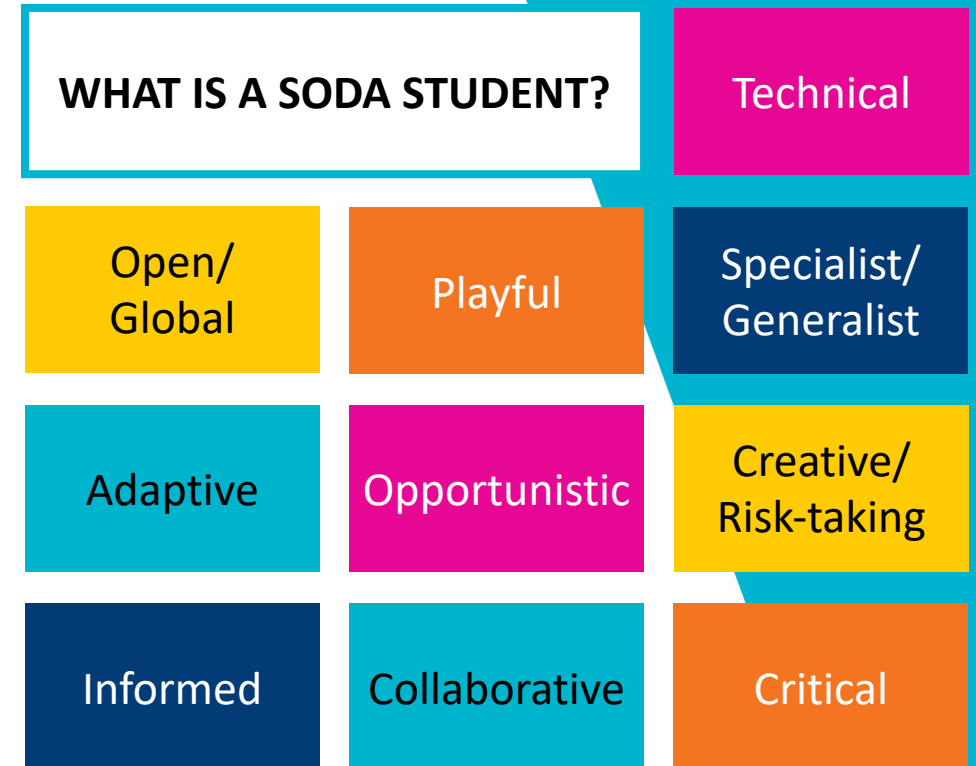 WHAT IS A SODA STUDENT?
Technical
Open/
Global
Playful
Specialist/
Generalist
Adaptive
Opportunistic
Creative/
Risk-taking
Informed
Collaborative
Critical